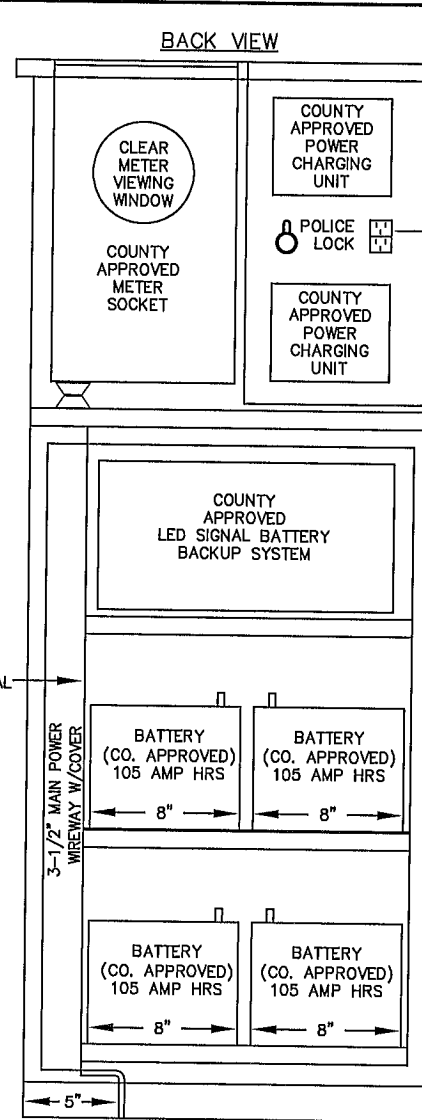 BACK VIEW
CLEAR
METER
VIEWING
WINDOW
COUNTY
APPROVED
METER
SOCKET
COUNTY
APPROVED
POWER
CHARGING
UNIT
POLICE
LOCK
COUNTY
APPROVED
POWER
CHARGING
UNIT
COUNTY
APPROVED
LED SIGNAL BATTERY
BACKUP SYSTEM
3-1/2" MAIN POWER
WIREWAY W/COVER
BATTERY
(CO. APPROVED)
105 AMP HRS
8"
BATTERY
(CO. APPROVED)
105 AMP HRS
8"
BATTERY
(CO. APPROVED)
105 AMP HRS
8"
BATTERY
(CO. APPROVED)
105 AMP HRS
8"
5"